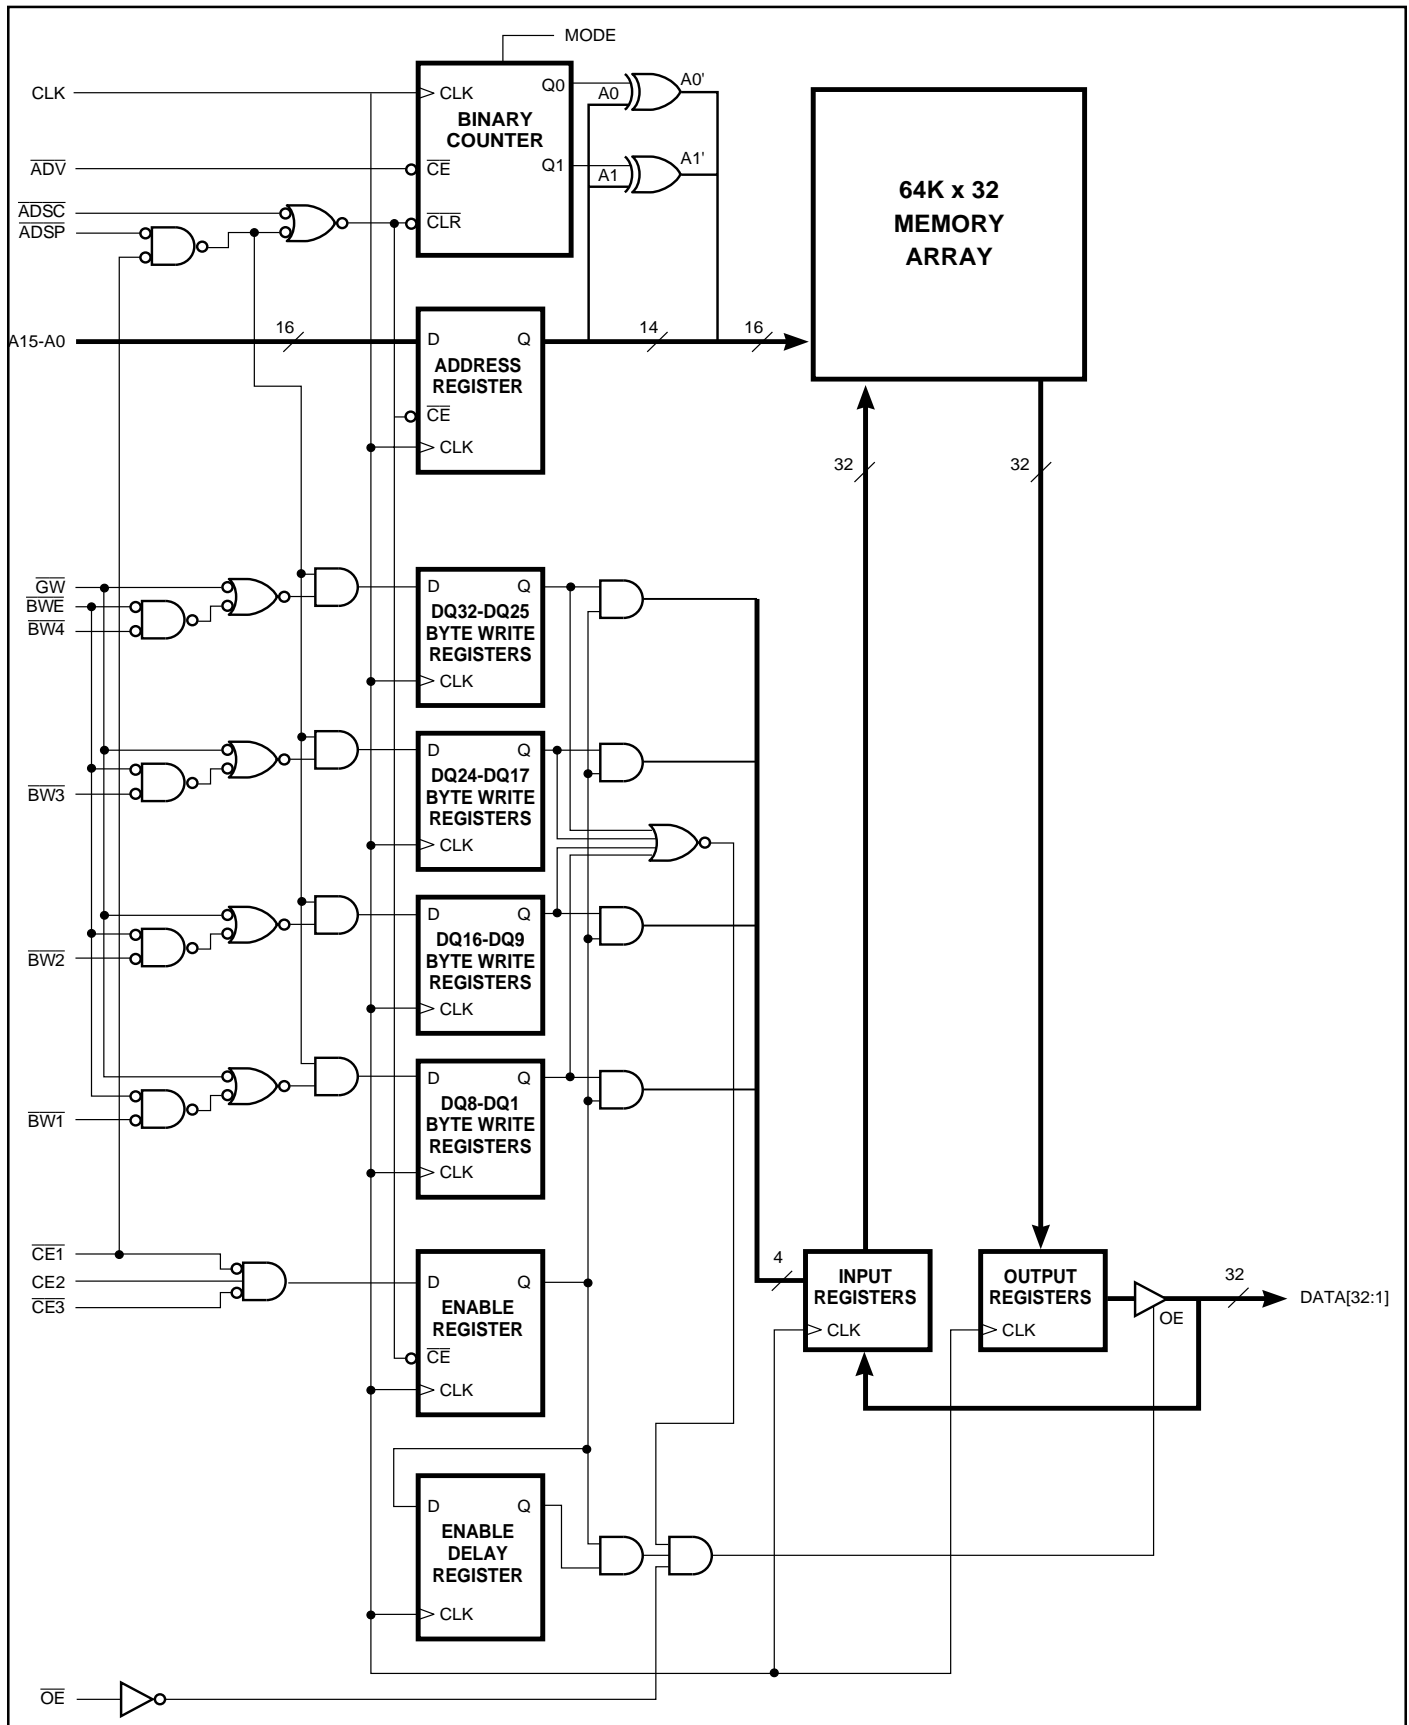 MODE
CLK
CLK
Q0
A0
A0'
BINARY
COUNTER
ADV
CE
Q1
A1
A1'
ADSC
ADSP
CLR
64K x 32
MEMORY
ARRAY
A15-A0
16
D
Q
14
16
ADDRESS
REGISTER
CE
CLK
32
32
GW
BWE
BW4
D
Q
DQ32-DQ25
BYTE WRITE
REGISTERS
CLK
BW3
D
Q
DQ24-DQ17
BYTE WRITE
REGISTERS
CLK
BW2
D
Q
DQ16-DQ9
BYTE WRITE
REGISTERS
CLK
BW1
D
Q
DQ8-DQ1
BYTE WRITE
REGISTERS
CLK
CE1
CE2
CE3
D
Q
ENABLE
REGISTER
CE
CLK
4
INPUT
REGISTERS
CLK
OUTPUT
REGISTERS
CLK
OE
32
DATA[32:1]
D
Q
ENABLE
DELAY
REGISTER
CLK
OE